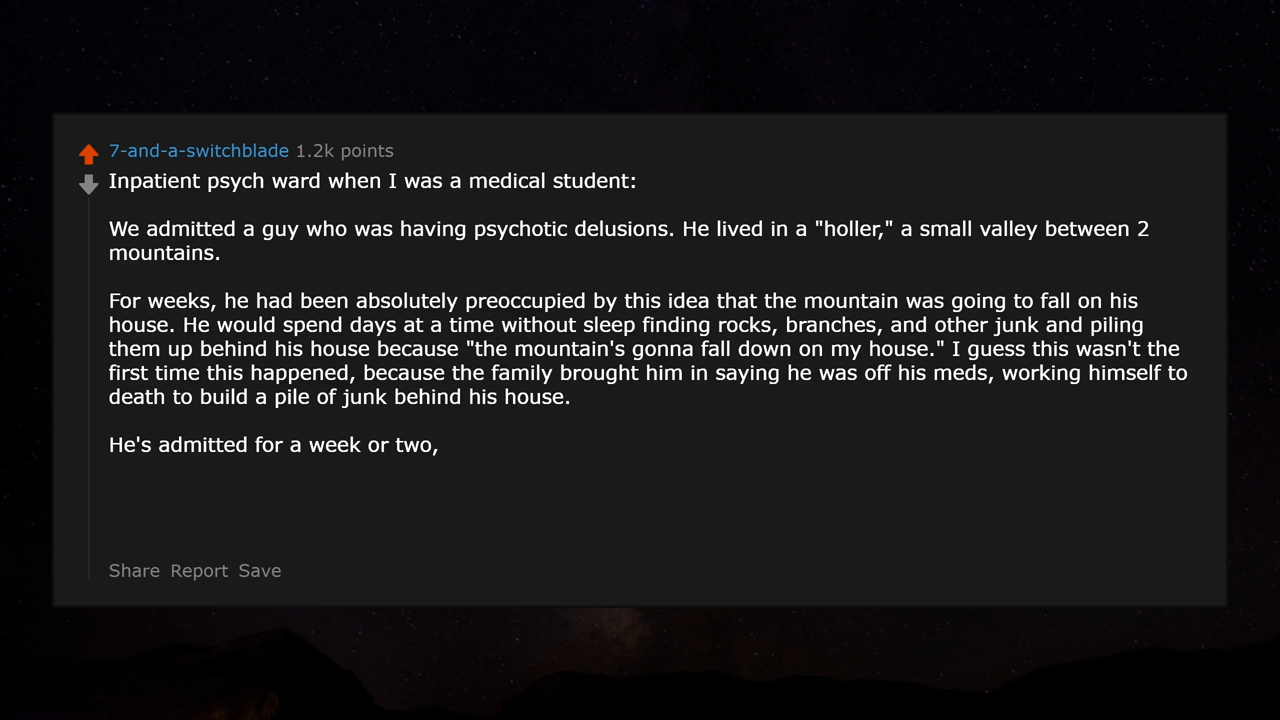 7-and-a-switchblade 1.2k points
Inpatient psych ward when I was a medical student:
We admitted a guy who was having psychotic delusions. He lived in a "holler," a small valley between 2
mountains.
For weeks, he had been absolutely preoccupied by this idea that the mountain was going to fall on his
house. He would spend days at a time without sleep finding rocks, branches, and other junk and piling
them up behind his house because "the mountain's gonna fall down on my house." I guess this wasn't the
first time this happened, because the family brought him in saying he was off his meds, working himself to
death to build a pile of junk behind his house.
He's admitted for a week or two,
Share Report Save